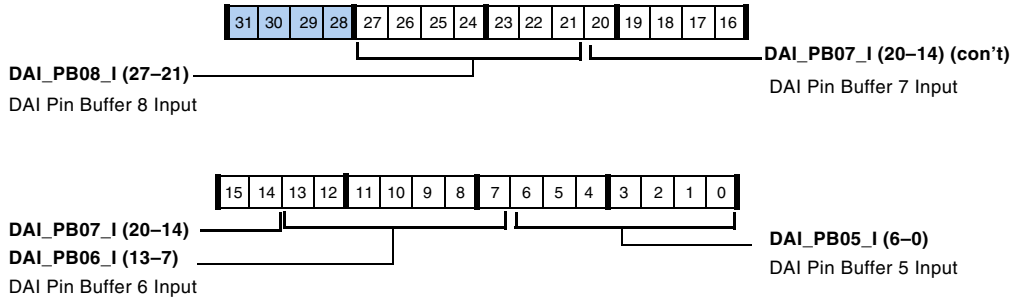 31 30 29 28 27 26 25 24 23 22 21 20 19 18 17 16
DAI_PB07_I (20–14) (con't)
DAI Pin Buffer 7 Input
DAI_PB08_I (27–21)
DAI Pin Buffer 8 Input
15 14 13 12 11 10 9 8 7 6 5 4 3 2 1 0
DAI_PB07_I (20–14)
DAI_PB06_I (13–7)
DAI Pin Buffer 6 Input
DAI_PB05_I (6–0)
DAI Pin Buffer 5 Input